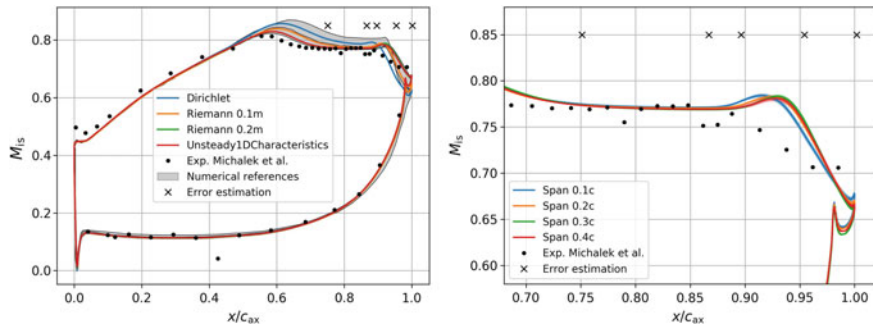 0.8
0.6
0.4
0.2
0.0
M_is
Dirichlet
Riemann 0.1m
Riemann 0.2m
Unsteady1DCharacteristics
Exp. Michalek et al.
Numerical references
Error estimation
0.0 0.2 0.4 0.6 0.8 1.0
x/c_ax
0.85
0.80
0.75
0.70
0.65
0.60
M_is
Span 0.1c
Span 0.2c
Span 0.3c
Span 0.4c
Exp. Michalek et al.
Error estimation
0.70 0.75 0.80 0.85 0.90 0.95 1.00
x/c_ax